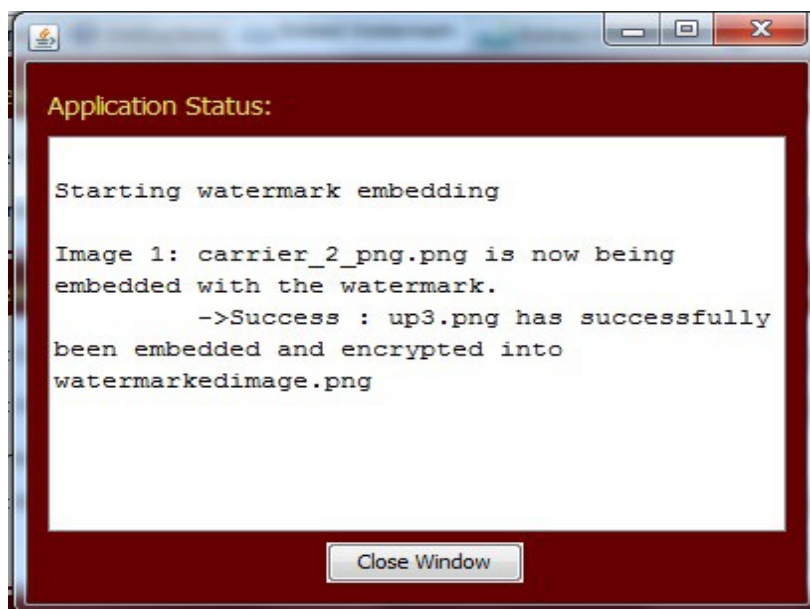 Application Status:
Starting watermark embedding
Image 1: carrier_2_png.png is now being
embedded with the watermark.
->Success : up3.png has successfully
been embedded and encrypted into
watermarkedimage.png
Close Window